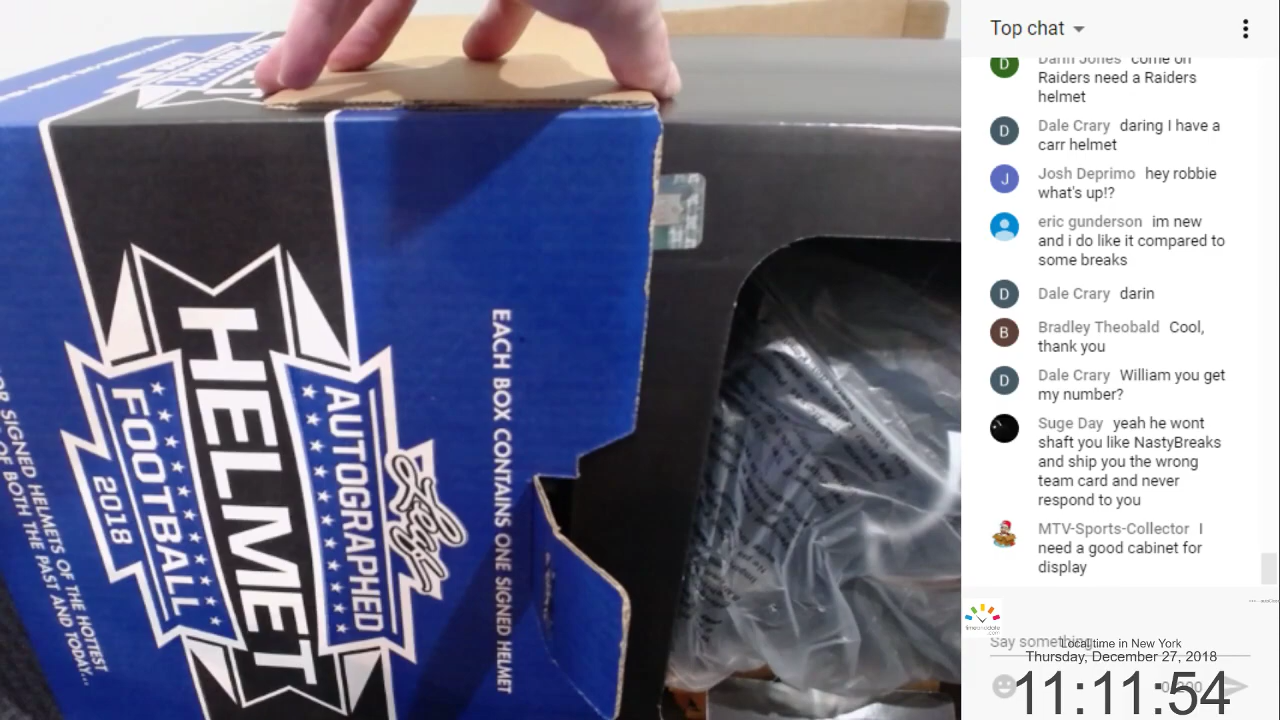 HELMET
FOOTBALL
2018
AUTOGRAPHED
Leaf
EACH BOX CONTAINS ONE SIGNED HELMET
OR SIGNED HELMETS OF THE HOTTEST
OF BOTH THE PAST AND TODAY...
Top chat
Darin Jones come on
Raiders need a Raiders
helmet
D
Dale Crary daring I have a
carr helmet
D
Josh Deprimo hey robbie
what's up!?
J
eric gunderson im new
and i do like it compared to
some breaks
Dale Crary darin
D
Bradley Theobald Cool,
thank you
B
Dale Crary William you get
my number?
D
Suge Day yeah he wont
shaft you like NastyBreaks
and ship you the wrong
team card and never
respond to you
MTV-Sports-Collector I
need a good cabinet for
display
timeanddate
.com
Say something...
Local time in New York
Thursday, December 27, 2018
11:11:54